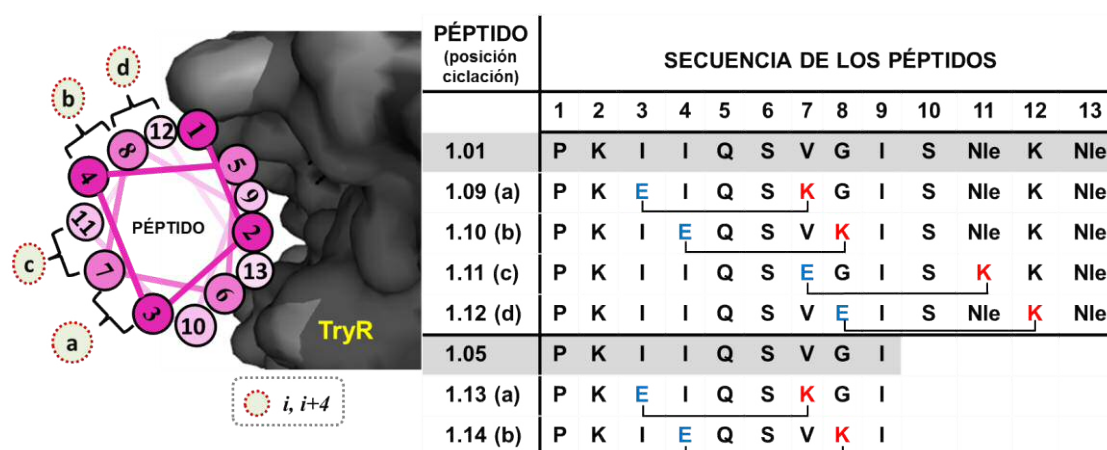 d
b
12
1
8
5
4
9
PÉPTIDO
11
2
c
7
13
6
3
10
a
TryR
i, i+4
PÉPTIDO
(posición
ciclación)
SECUENCIA DE LOS PÉPTIDOS
1 2 3 4 5 6 7 8 9 10 11 12 13
1.01 P K I I Q S V G I S Nle K Nle
1.09 (a) P K E I Q S K G I S Nle K Nle
1.10 (b) P K I E Q S V K I S Nle K Nle
1.11 (c) P K I I Q S E G I S K K Nle
1.12 (d) P K I I Q S V E I S Nle K Nle
1.05 P K I I Q S V G I
1.13 (a) P K E I Q S K G I
1.14 (b) P K I E Q S V K I